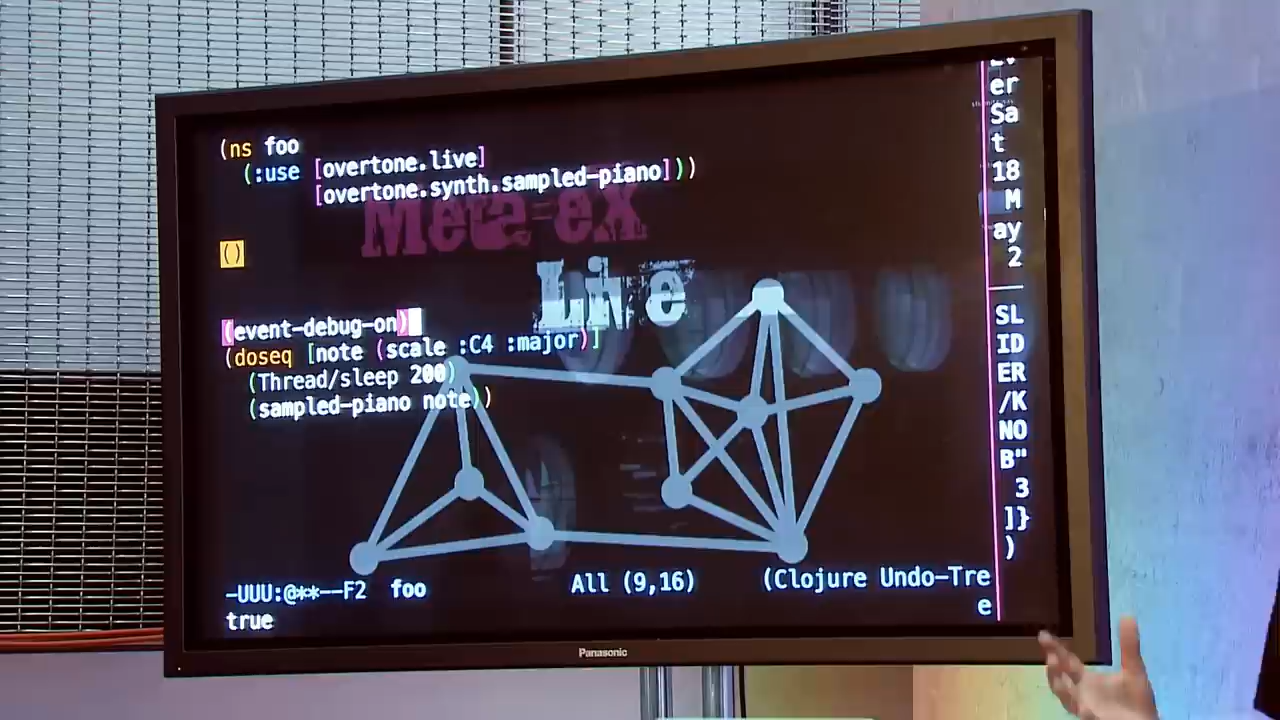 (ns foo
(:use [overtone.live]
[overtone.synth.sampled-piano]))
Meta-ex
()
Live
(event-debug-on)
(doseq [note (scale :C4 :major)]
(Thread/sleep 200)
(sampled-piano note))
-UUU:@**--F2 foo All (9,16) (Clojure Undo-Tre
e
true
er
Sa
t
18
M
ay
2
SL
ID
ER
/K
NO
B"
3
]}
)
Panasonic